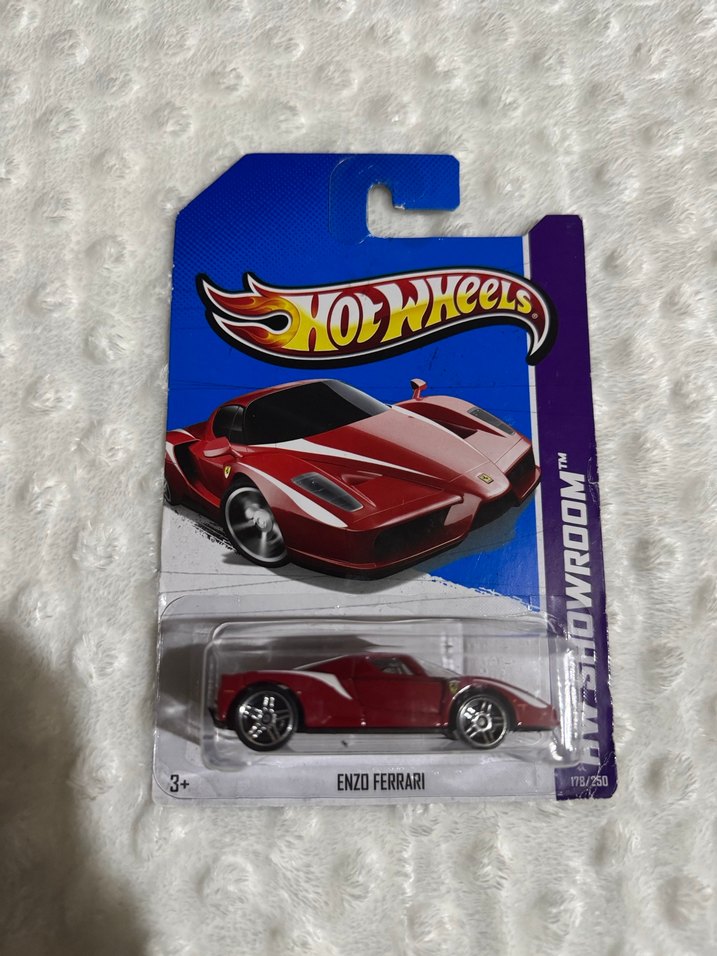 HOT WHEELS®
HW SHOWROOM™
3+
ENZO FERRARI
178/250